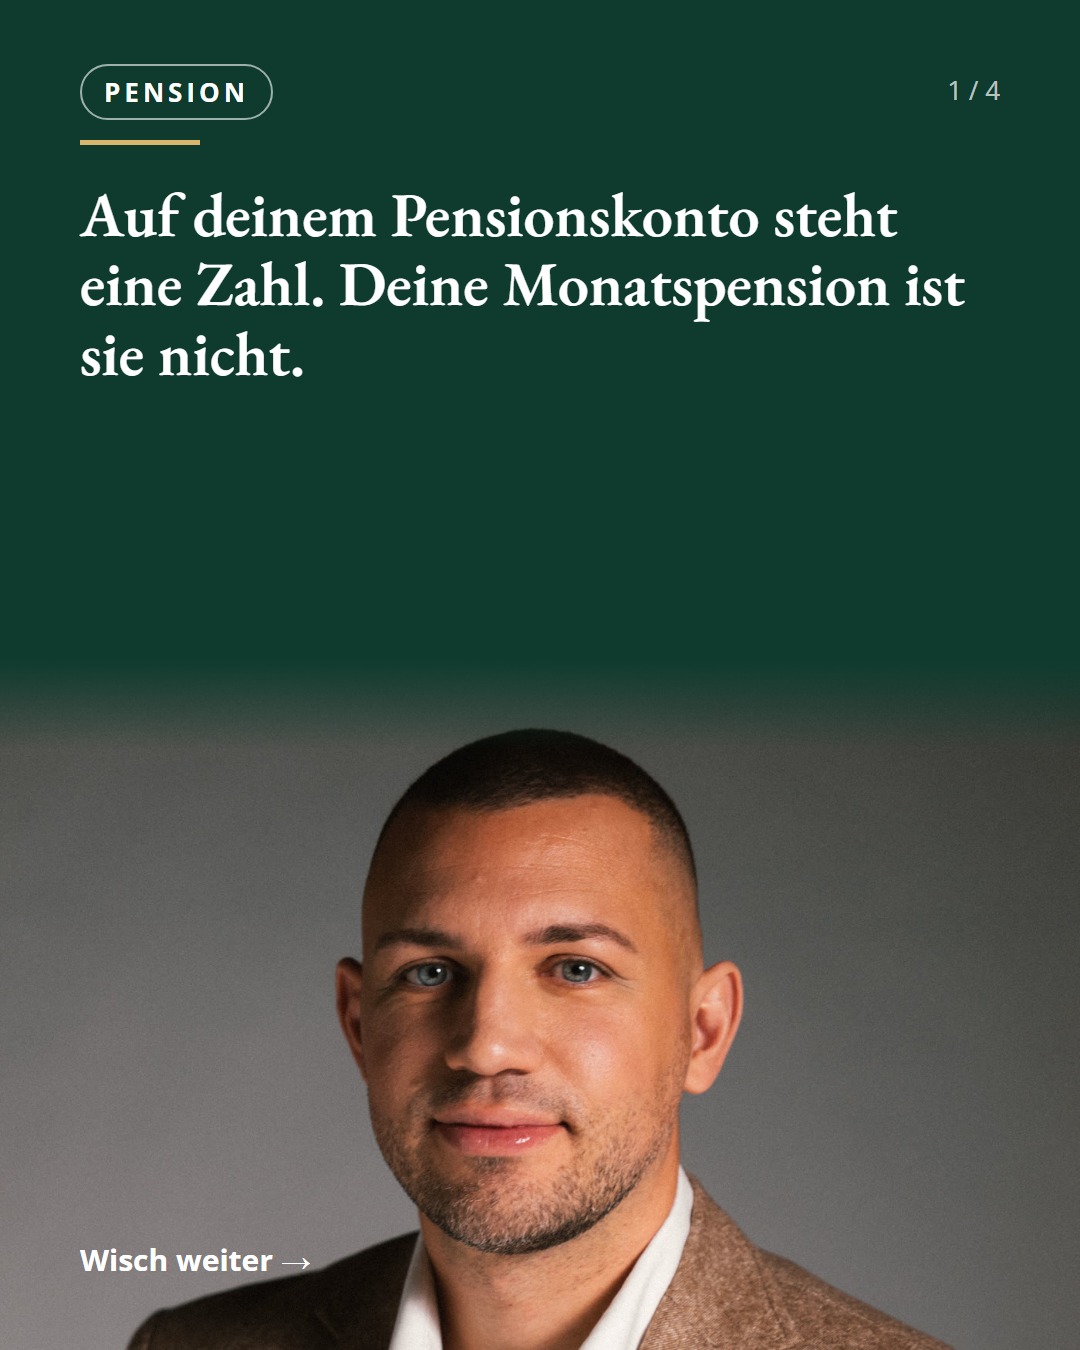 PENSION
1 / 4
Auf deinem Pensionskonto steht
eine Zahl. Deine Monatspension ist
sie nicht.
Wisch weiter →